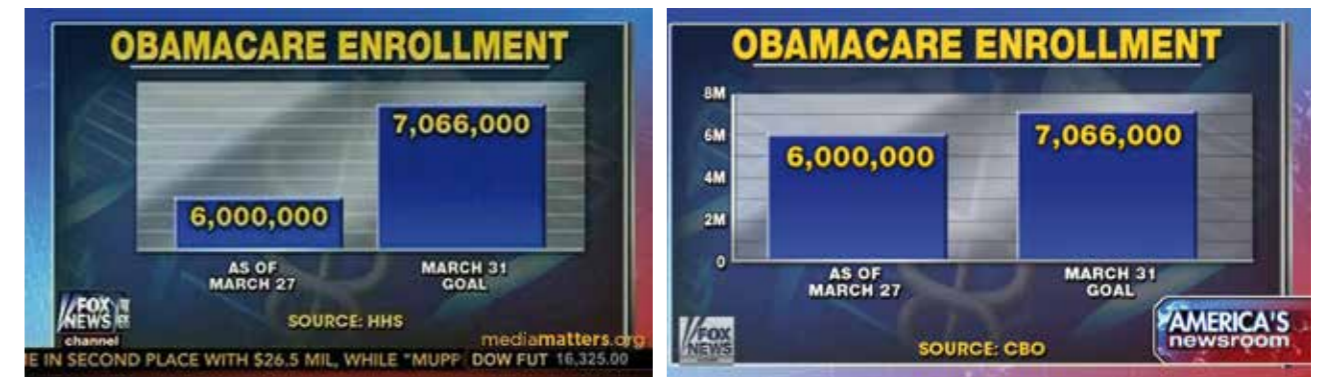 OBAMACARE ENROLLMENT
7,066,000
6,000,000
AS OF
MARCH 27
MARCH 31
GOAL
SOURCE: HHS
FOX
NEWS
channel
mediamatters.org
E IN SECOND PLACE WITH $26.5 MIL, WHILE "MUPP DOW FUT 16,325.00
OBAMACARE ENROLLMENT
8M
6M
4M
2M
0
6,000,000
7,066,000
AS OF
MARCH 27
MARCH 31
GOAL
SOURCE: CBO
FOX
NEWS
AMERICA'S
newsroom